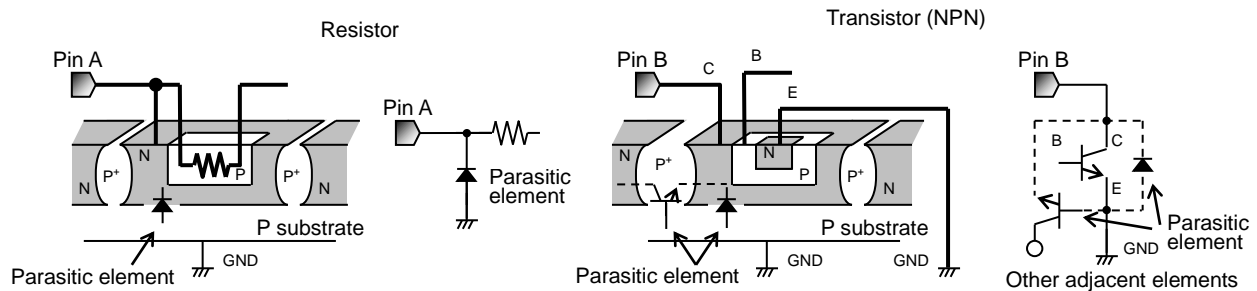 Resistor
Pin A
N
N
P+
P
P+
N
Parasitic element
P substrate
GND
Pin A
Parasitic
element
Transistor (NPN)
Pin B
C
B
E
N
N
P+
N
P
P+
N
Parasitic element
P substrate
GND
GND
Pin B
B
C
E
Parasitic
element
GND
Other adjacent elements